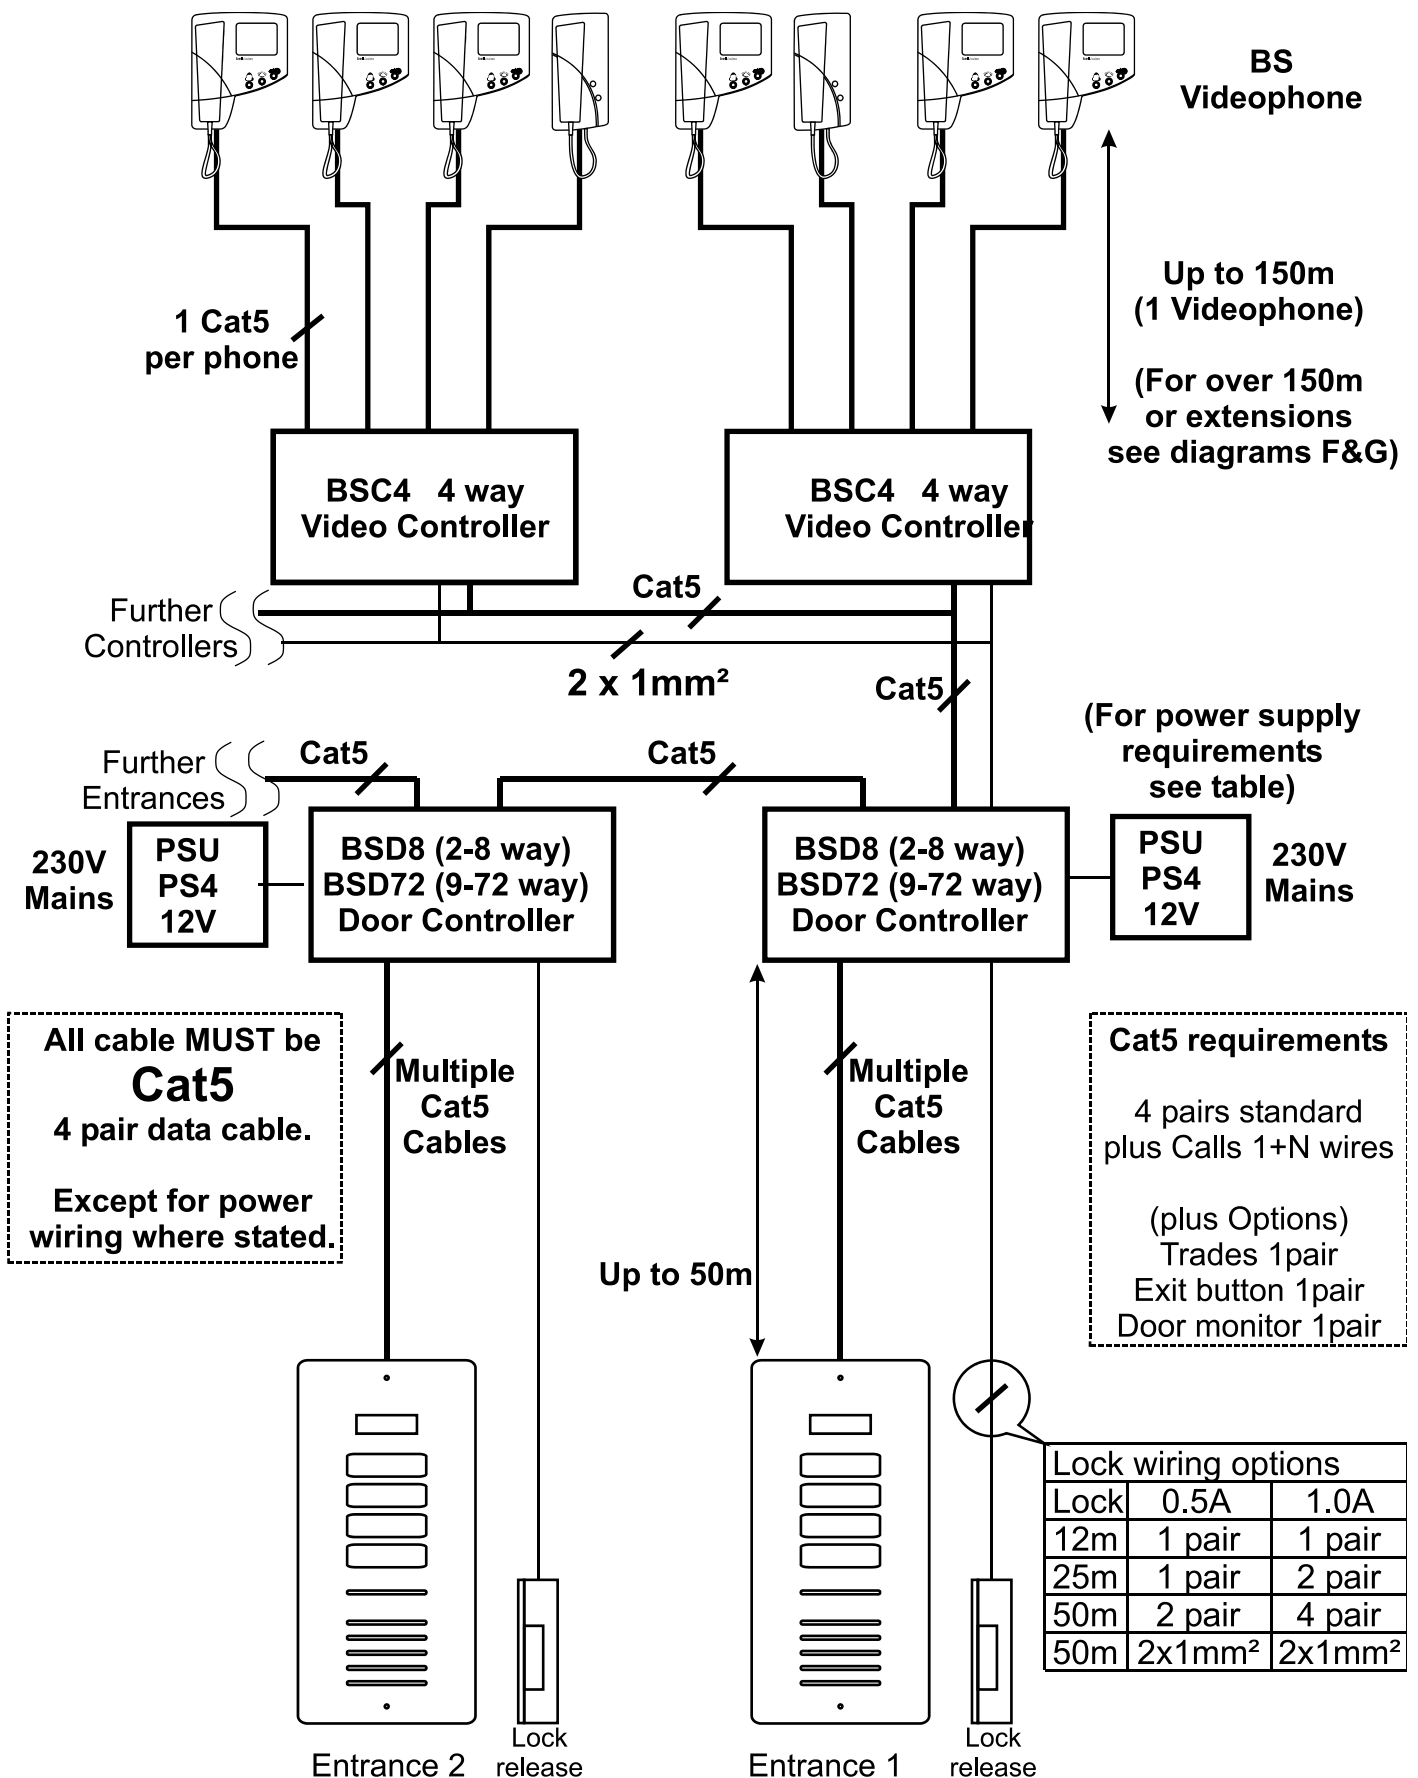 BS
Videophone
Up to 150m
(1 Videophone)
(For over 150m
or extensions
see diagrams F&G)
1 Cat5
per phone
BSC4 4 way
Video Controller
BSC4 4 way
Video Controller
Further
Controllers
Cat5
2 x 1mm²
Cat5
(For power supply
requirements
see table)
Further
Entrances
Cat5
Cat5
230V
Mains
PSU
PS4
12V
BSD8 (2-8 way)
BSD72 (9-72 way)
Door Controller
BSD8 (2-8 way)
BSD72 (9-72 way)
Door Controller
PSU
PS4
12V
230V
Mains
All cable MUST be
Cat5
4 pair data cable.
Except for power
wiring where stated.
Multiple
Cat5
Cables
Multiple
Cat5
Cables
Up to 50m
Cat5 requirements
4 pairs standard
plus Calls 1+N wires
(plus Options)
Trades 1pair
Exit button 1pair
Door monitor 1pair
Lock wiring options
Lock 0.5A 1.0A
12m 1 pair 1 pair
25m 1 pair 2 pair
50m 2 pair 4 pair
50m 2x1mm² 2x1mm²
Entrance 2
Lock
release
Entrance 1
Lock
release